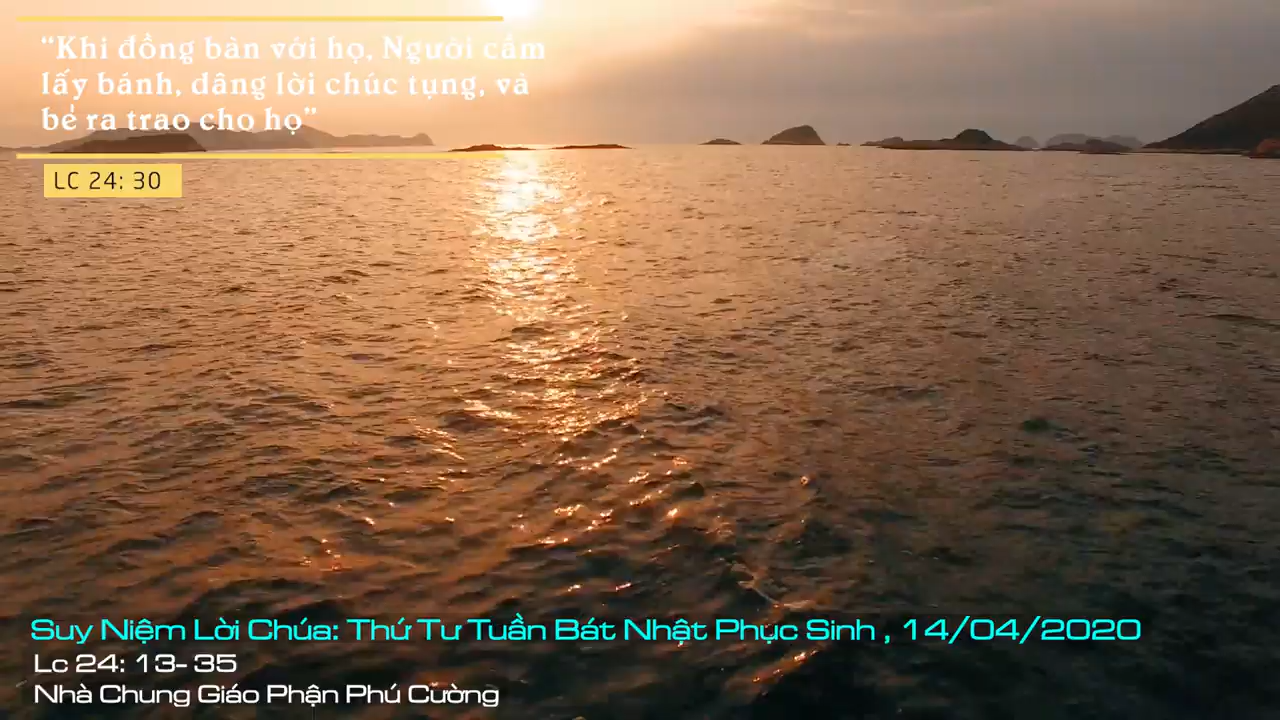 “Khi đồng bàn với họ, Người cầm
lấy bánh, dâng lời chúc tụng, và
bẻ ra trao cho họ”
LC 24: 30
Suy Niệm Lời Chúa: Thứ Tư Tuần Bát Nhật Phục Sinh , 14/04/2020
Lc 24: 13- 35
Nhà Chung Giáo Phận Phú Cường